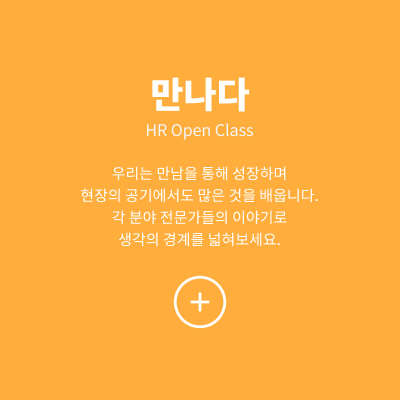 만나다
HR Open Class
우리는 만남을 통해 성장하며
현장의 공기에서도 많은 것을 배웁니다.
각 분야 전문가들의 이야기로
생각의 경계를 넓혀보세요.